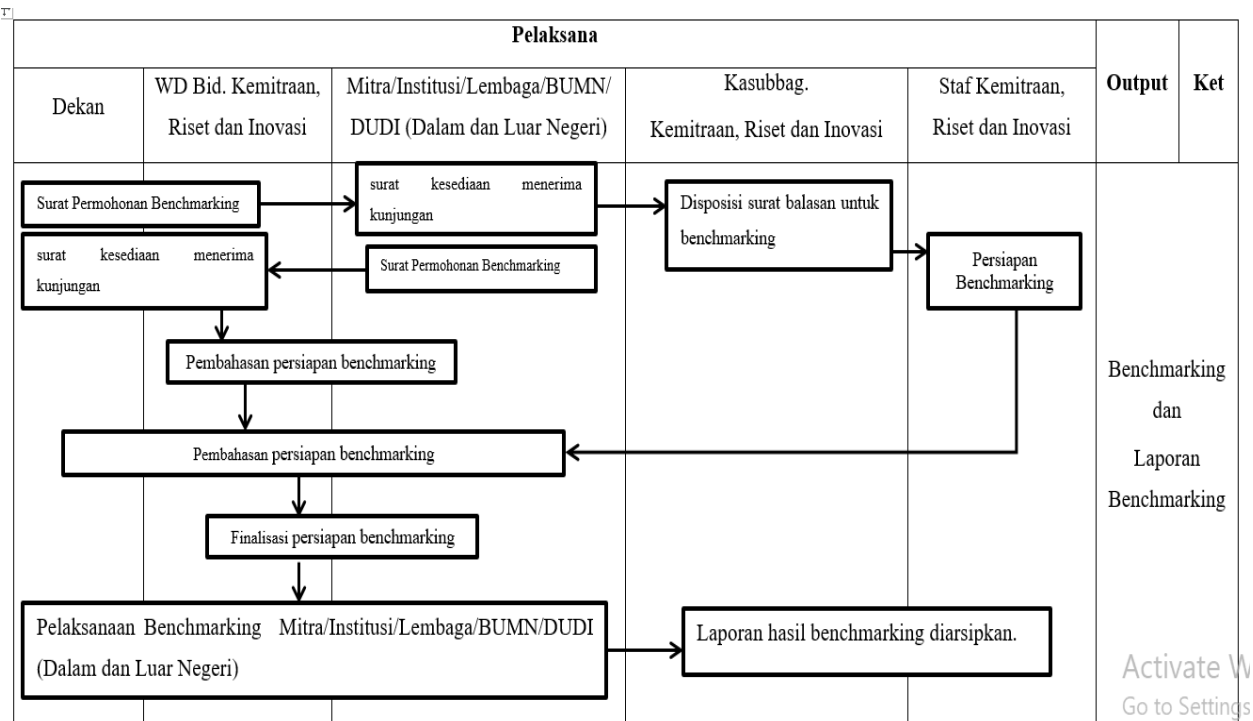 Pelaksana
Output
Ket
Dekan
WD Bid. Kemitraan,
Riset dan Inovasi
Mitra/Institusi/Lembaga/BUMN/
DUDI (Dalam dan Luar Negeri)
Kasubbag.
Kemitraan, Riset dan Inovasi
Staf Kemitraan,
Riset dan Inovasi
Surat Permohonan Benchmarking
surat kesediaan menerima
kunjungan
Disposisi surat balasan untuk
benchmarking
Persiapan
Benchmarking
surat kesediaan menerima
kunjungan
Surat Permohonan Benchmarking
Pembahasan persiapan benchmarking
Pembahasan persiapan benchmarking
Finalisasi persiapan benchmarking
Pelaksanaan Benchmarking Mitra/Institusi/Lembaga/BUMN/DUDI
(Dalam dan Luar Negeri)
Laporan hasil benchmarking diarsipkan.
Benchmarking
dan
Laporan
Benchmarking
Activate W
Go to Settings